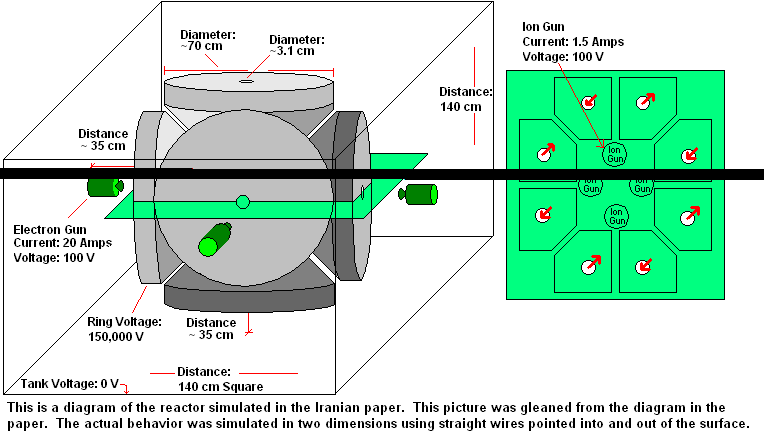 Diameter:
~70 cm
Diameter:
~3.1 cm
Ion Gun
Current: 1.5 Amps
Voltage: 100 V
Distance:
140 cm
Distance
~ 35 cm
Ion
Gun
Ion
Gun
Ion
Gun
Ion
Gun
Electron Gun
Current: 20 Amps
Voltage: 100 V
Ring Voltage:
150,000 V
Distance
~ 35 cm
Tank Voltage: 0 V
Distance:
140 cm Square
This is a diagram of the reactor simulated in the Iranian paper. This picture was gleaned from the diagram in the
paper. The actual behavior was simulated in two dimensions using straight wires pointed into and out of the surface.